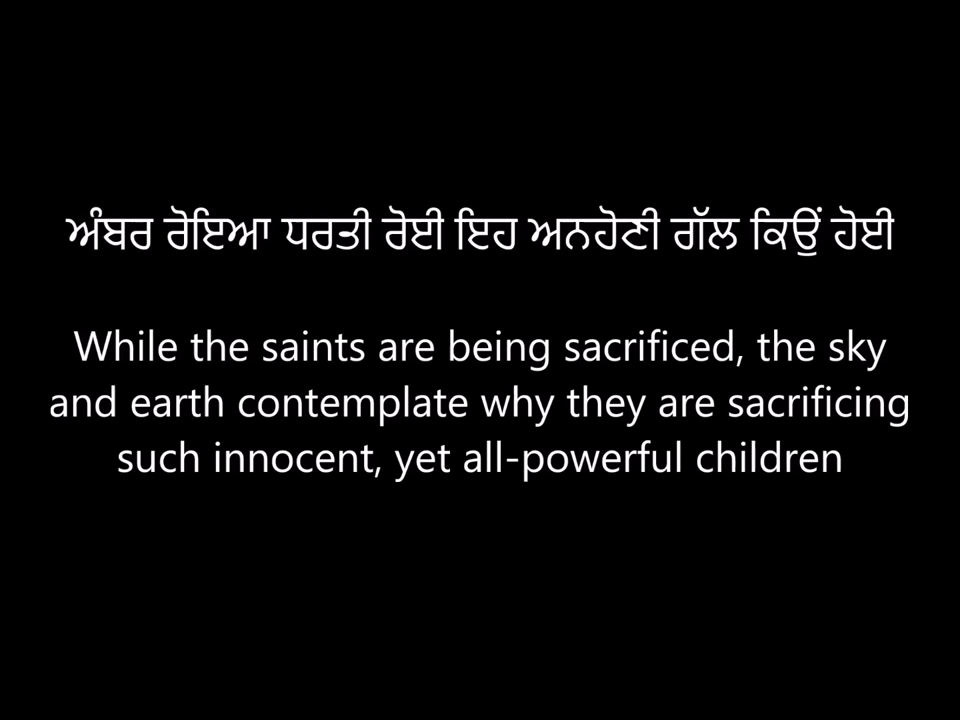 ਅੰਬਰ ਰੋਇਆ ਧਰਤੀ ਰੋਈ ਇਹ ਅਨਹੋਣੀ ਗੱਲ ਕਿਉਂ ਹੋਈ
While the saints are being sacrificed, the sky
and earth contemplate why they are sacrificing
such innocent, yet all-powerful children